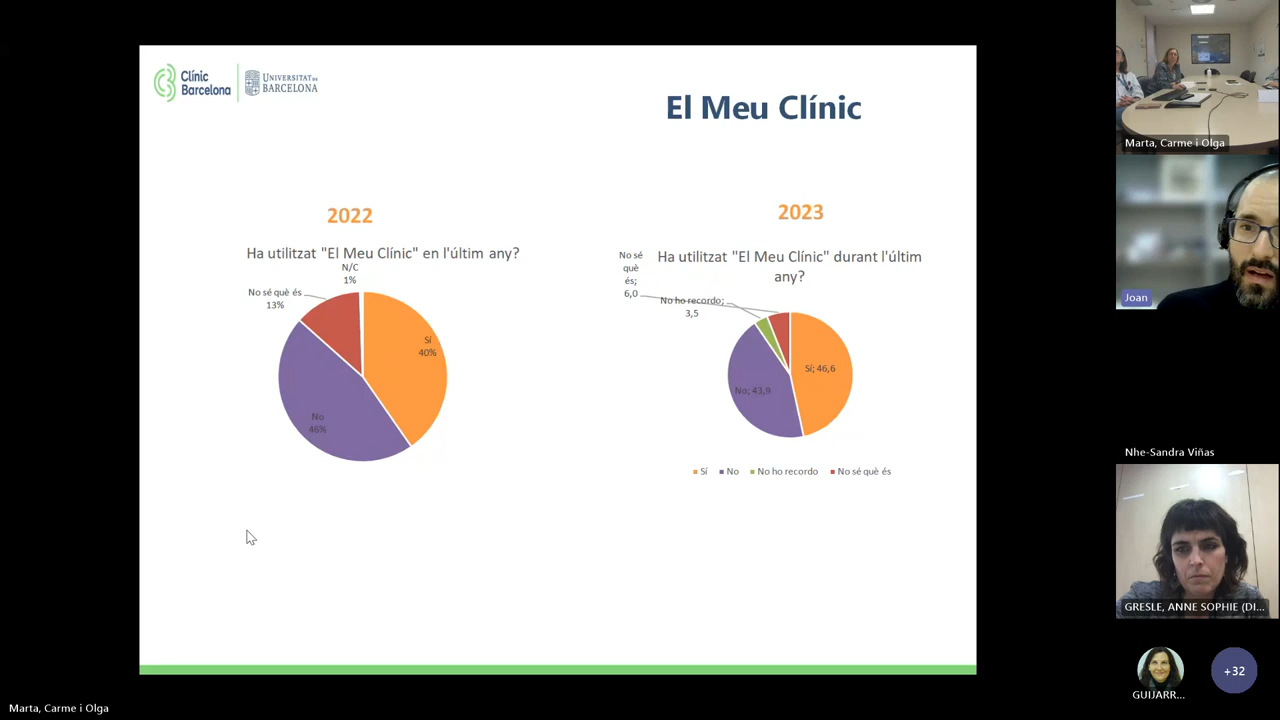 Clínic
Barcelona
UNIVERSITAT DE
BARCELONA
El Meu Clínic
2022
Ha utilitzat "El Meu Clínic" en l'últim any?
N/C
1%
No sé què és
13%
Sí
40%
No
46%
2023
Ha utilitzat "El Meu Clínic" durant l'últim
any?
No sé
què
és;
6,0
No ho recordo;
3,5
Sí; 46,6
No; 43,9
Sí
No
No ho recordo
No sé què és
Marta, Carme i Olga
Joan
Nhe-Sandra Viñas
GRESLE, ANNE SOPHIE (DI...
GUIJARR...
+32
Marta, Carme i Olga